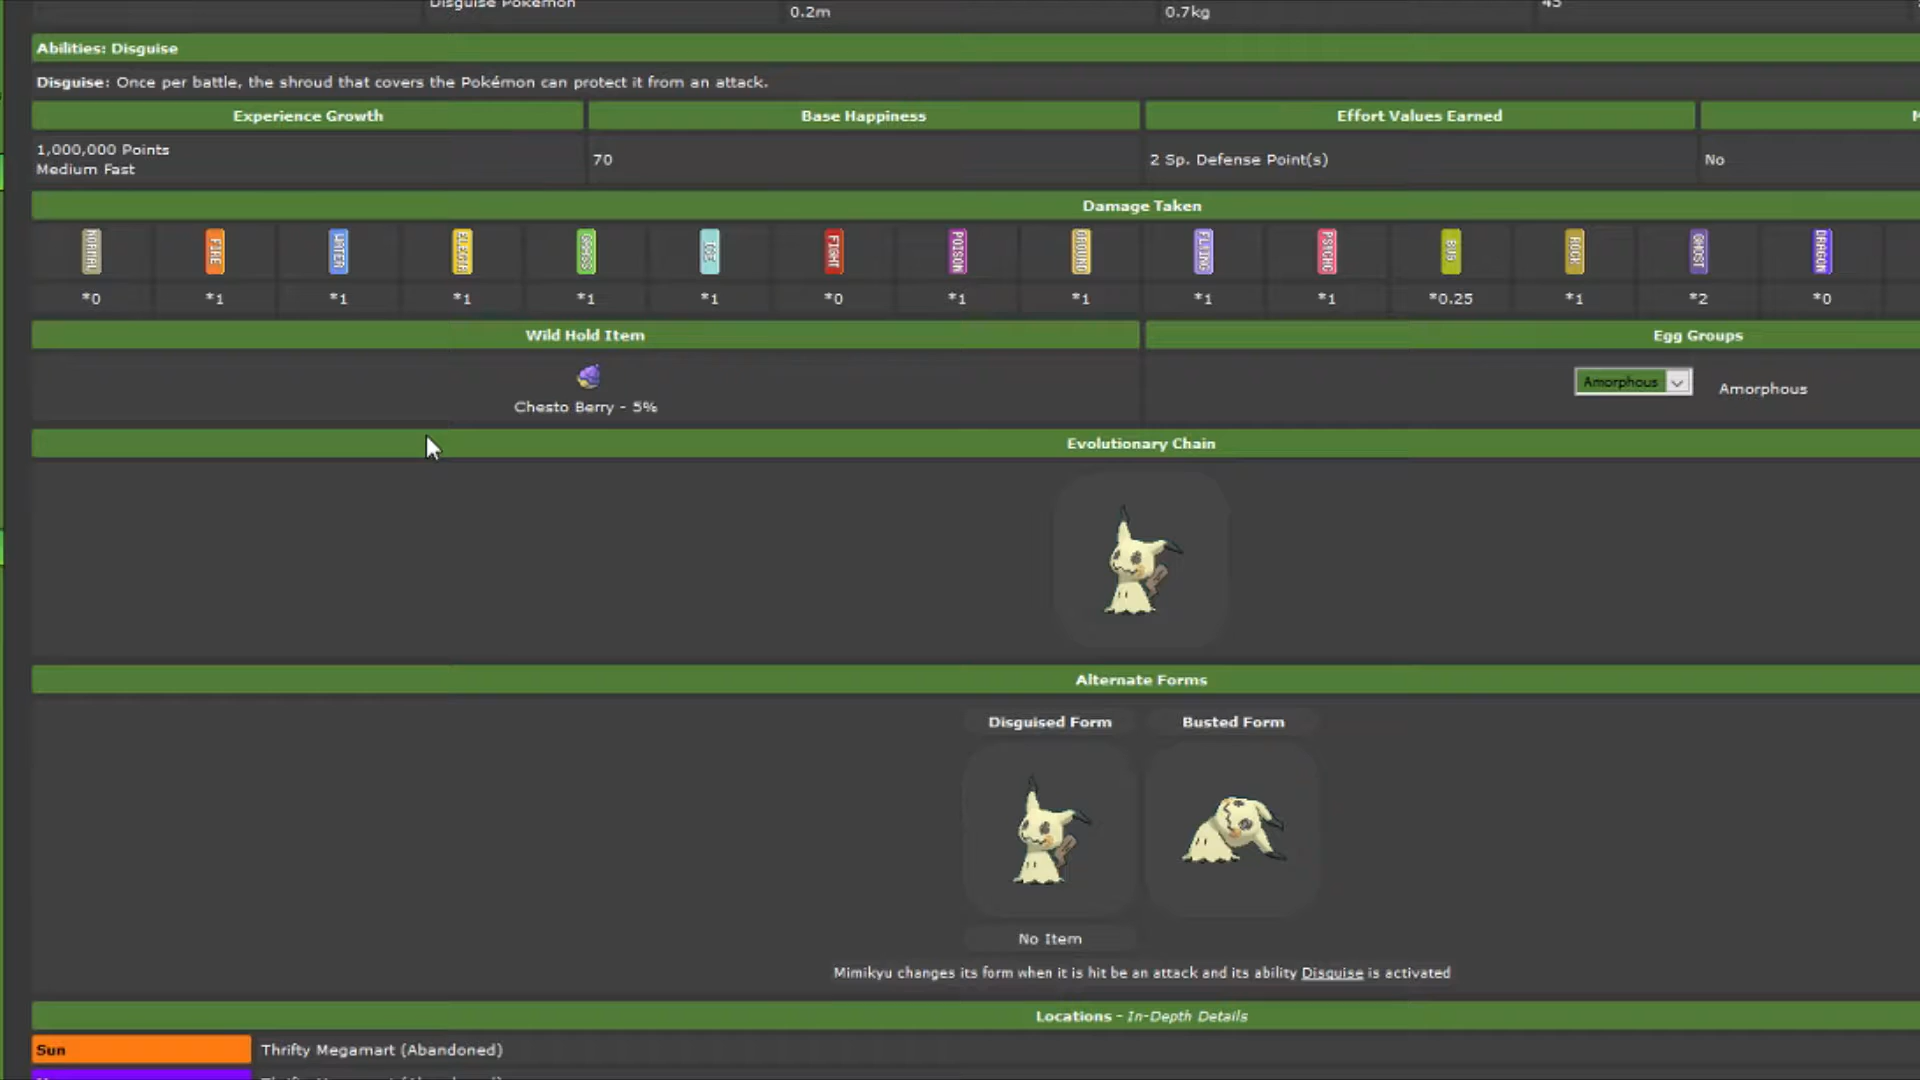 Disguise Pokémon
0.2m
0.7kg
45
Abilities: Disguise
Disguise: Once per battle, the shroud that covers the Pokémon can protect it from an attack.
Experience Growth Base Happiness Effort Values Earned
1,000,000 Points
Medium Fast
70
2 Sp. Defense Point(s)
No
Damage Taken
NORMAL FIRE WATER ELECTR GRASS ICE FIGHT POISON GROUND FLYING PSYCHC BUG ROCK GHOST DRAGON
*0 *1 *1 *1 *1 *1 *0 *1 *1 *1 *1 *0.25 *1 *2 *0
Wild Hold Item Egg Groups
Chesto Berry - 5%
Amorphous Amorphous
Evolutionary Chain
Alternate Forms
Disguised Form Busted Form
No Item
Mimikyu changes its form when it is hit be an attack and its ability Disguise is activated
Locations - In-Depth Details
Sun Thrifty Megamart (Abandoned)